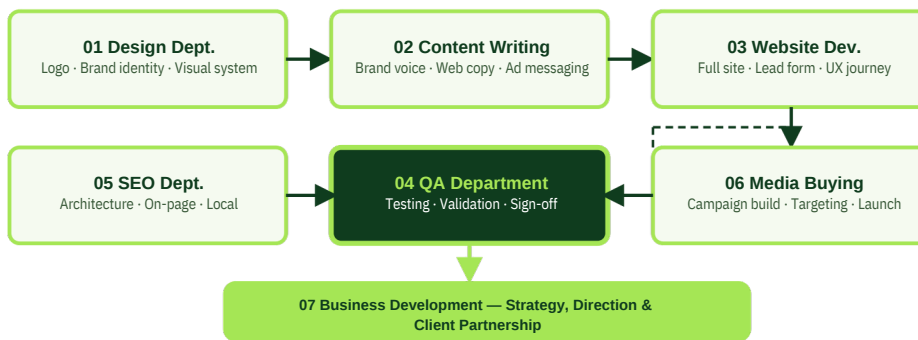 01 Design Dept.
Logo · Brand identity · Visual system
02 Content Writing
Brand voice · Web copy · Ad messaging
03 Website Dev.
Full site · Lead form · UX journey
05 SEO Dept.
Architecture · On-page · Local
04 QA Department
Testing · Validation · Sign-off
06 Media Buying
Campaign build · Targeting · Launch
07 Business Development — Strategy, Direction &
Client Partnership